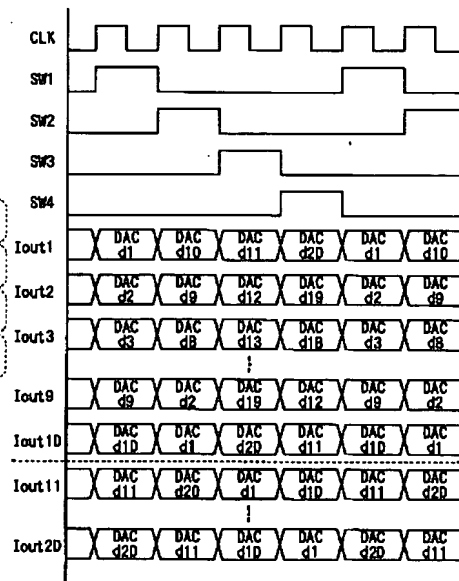 CLK
SW1
SW2
SW3
SW4
Iout1
DAC DAC DAC DAC DAC DAC
d1 d10 d11 d20 d1 d10
Iout2
DAC DAC DAC DAC DAC DAC
d2 d9 d12 d19 d2 d9
Iout3
DAC DAC DAC DAC DAC DAC
d3 d8 d13 d18 d3 d8
Iout9
DAC DAC DAC DAC DAC DAC
d9 d2 d19 d12 d9 d2
Iout10
DAC DAC DAC DAC DAC DAC
d10 d1 d20 d11 d10 d1
Iout11
DAC DAC DAC DAC DAC DAC
d11 d20 d1 d10 d11 d20
Iout20
DAC DAC DAC DAC DAC DAC
d20 d11 d10 d1 d20 d11